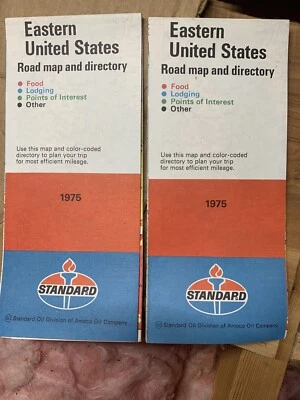 Eastern
United States
Road map and directory
Food
Lodging
Points of Interest
Other
Use this map and color-coded
directory to plan your trip
for most efficient mileage.
1975
STANDARD
Standard Oil Division of Amoco Oil Company
Eastern
United States
Road map and directory
Food
Lodging
Points of Interest
Other
Use this map and color-coded
directory to plan your trip
for most efficient mileage.
1975
STANDARD
Standard Oil Division of Amoco Oil Company